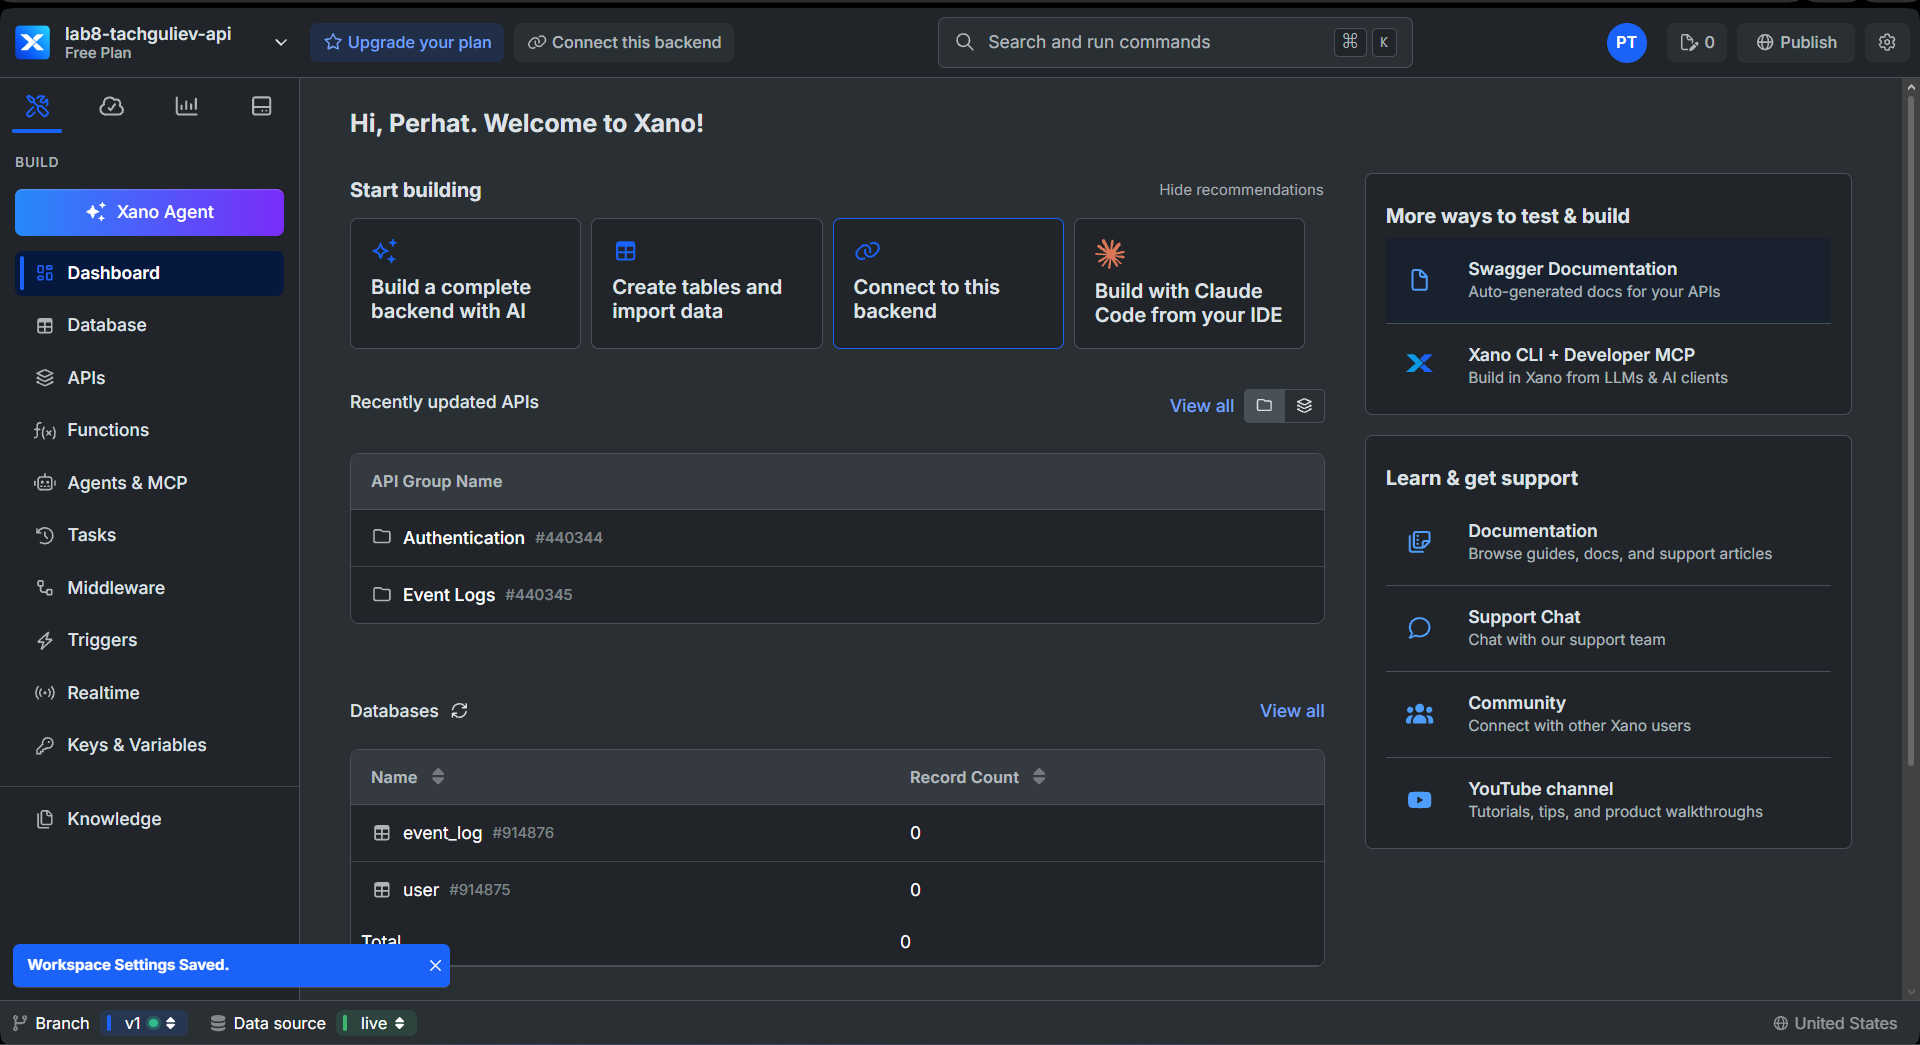 lab8-tachguliev-api
Free Plan
Upgrade your plan
Connect this backend
Search and run commands
⌘ K
PT
0
Publish
BUILD
Xano Agent
Dashboard
Database
APIs
f(x) Functions
Agents & MCP
Tasks
Middleware
Triggers
Realtime
Keys & Variables
Knowledge
Hi, Perhat. Welcome to Xano!
Start building
Hide recommendations
Build a complete
backend with AI
Create tables and
import data
Connect to this
backend
Build with Claude
Code from your IDE
Recently updated APIs
View all
API Group Name
Authentication #440344
Event Logs #440345
Databases
View all
Name
Record Count
event_log #914876
0
user #914875
0
Total
0
More ways to test & build
Swagger Documentation
Auto-generated docs for your APIs
Xano CLI + Developer MCP
Build in Xano from LLMs & AI clients
Learn & get support
Documentation
Browse guides, docs, and support articles
Support Chat
Chat with our support team
Community
Connect with other Xano users
YouTube channel
Tutorials, tips, and product walkthroughs
Workspace Settings Saved.
Branch
v1
Data source
live
United States